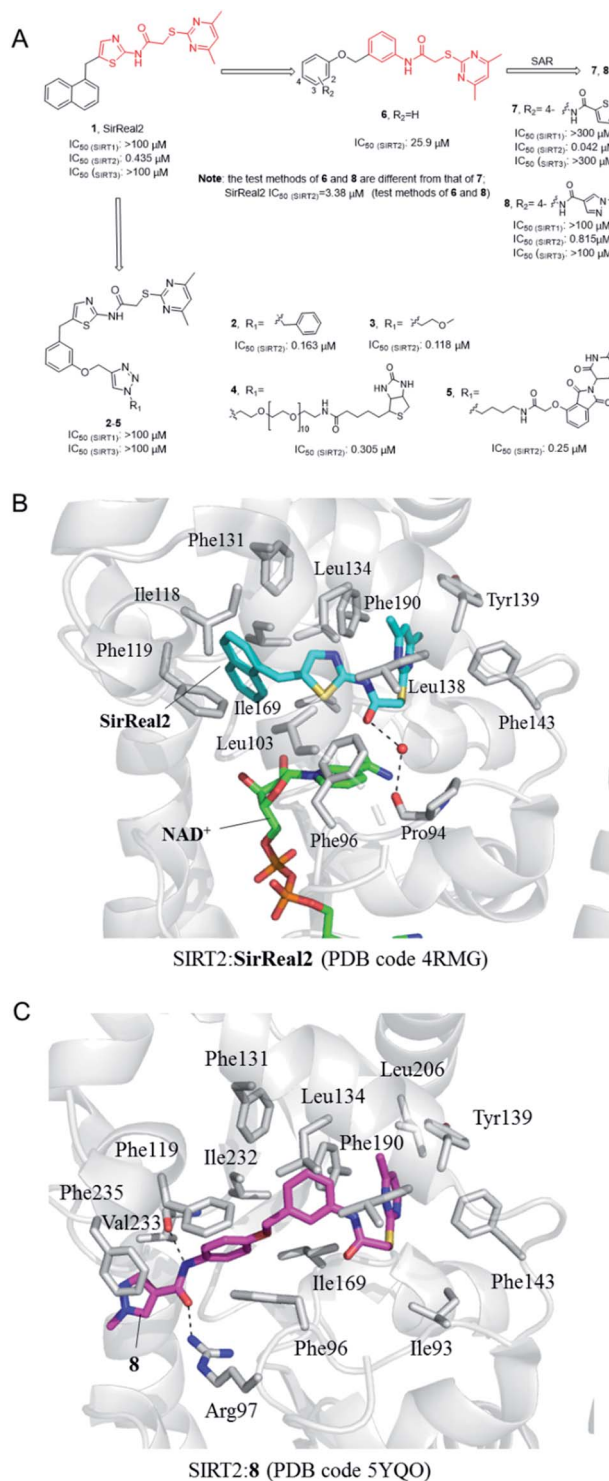 A
1, SirReal2
IC50 (SIRT1): >100 μM
IC50 (SIRT2): 0.435 μM
IC50 (SIRT3): >100 μM
6, R2=H
IC50 (SIRT2): 25.9 μM
Note: the test methods of 6 and 8 are different from that of 7;
SirReal2 IC50 (SIRT2)=3.38 μM (test methods of 6 and 8)
SAR
7, 8
7, R2= 4-
IC50 (SIRT1): >300 μM
IC50 (SIRT2): 0.042 μM
IC50 (SIRT3): >300 μM
8, R2= 4-
IC50 (SIRT1): >100 μM
IC50 (SIRT2): 0.815μM
IC50 (SIRT3): >100 μM
2-5
IC50 (SIRT1): >100 μM
IC50 (SIRT3): >100 μM
2, R1=
IC50 (SIRT2): 0.163 μM
3, R1=
IC50 (SIRT2): 0.118 μM
4, R1=
IC50 (SIRT2): 0.305 μM
5, R1=
IC50 (SIRT2): 0.25 μM
B
Phe131
Leu134
Ile118
Phe190
Tyr139
Phe119
SirReal2
Ile169
Leu138
Phe143
Leu103
NAD+
Phe96
Pro94
SIRT2:SirReal2 (PDB code 4RMG)
C
Phe131
Leu206
Leu134
Tyr139
Phe119
Phe190
Ile232
Phe235
Val233
Ile169
Phe143
8
Phe96
Ile93
Arg97
SIRT2:8 (PDB code 5YQO)